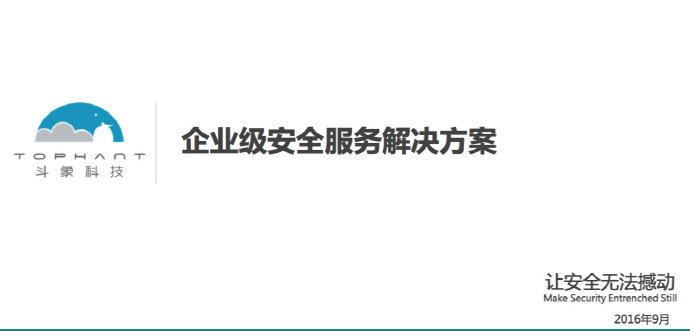 TOPHANT
斗象科技
企业级安全服务解决方案
让安全无法撼动
Make Security Entrenched Still
2016年9月